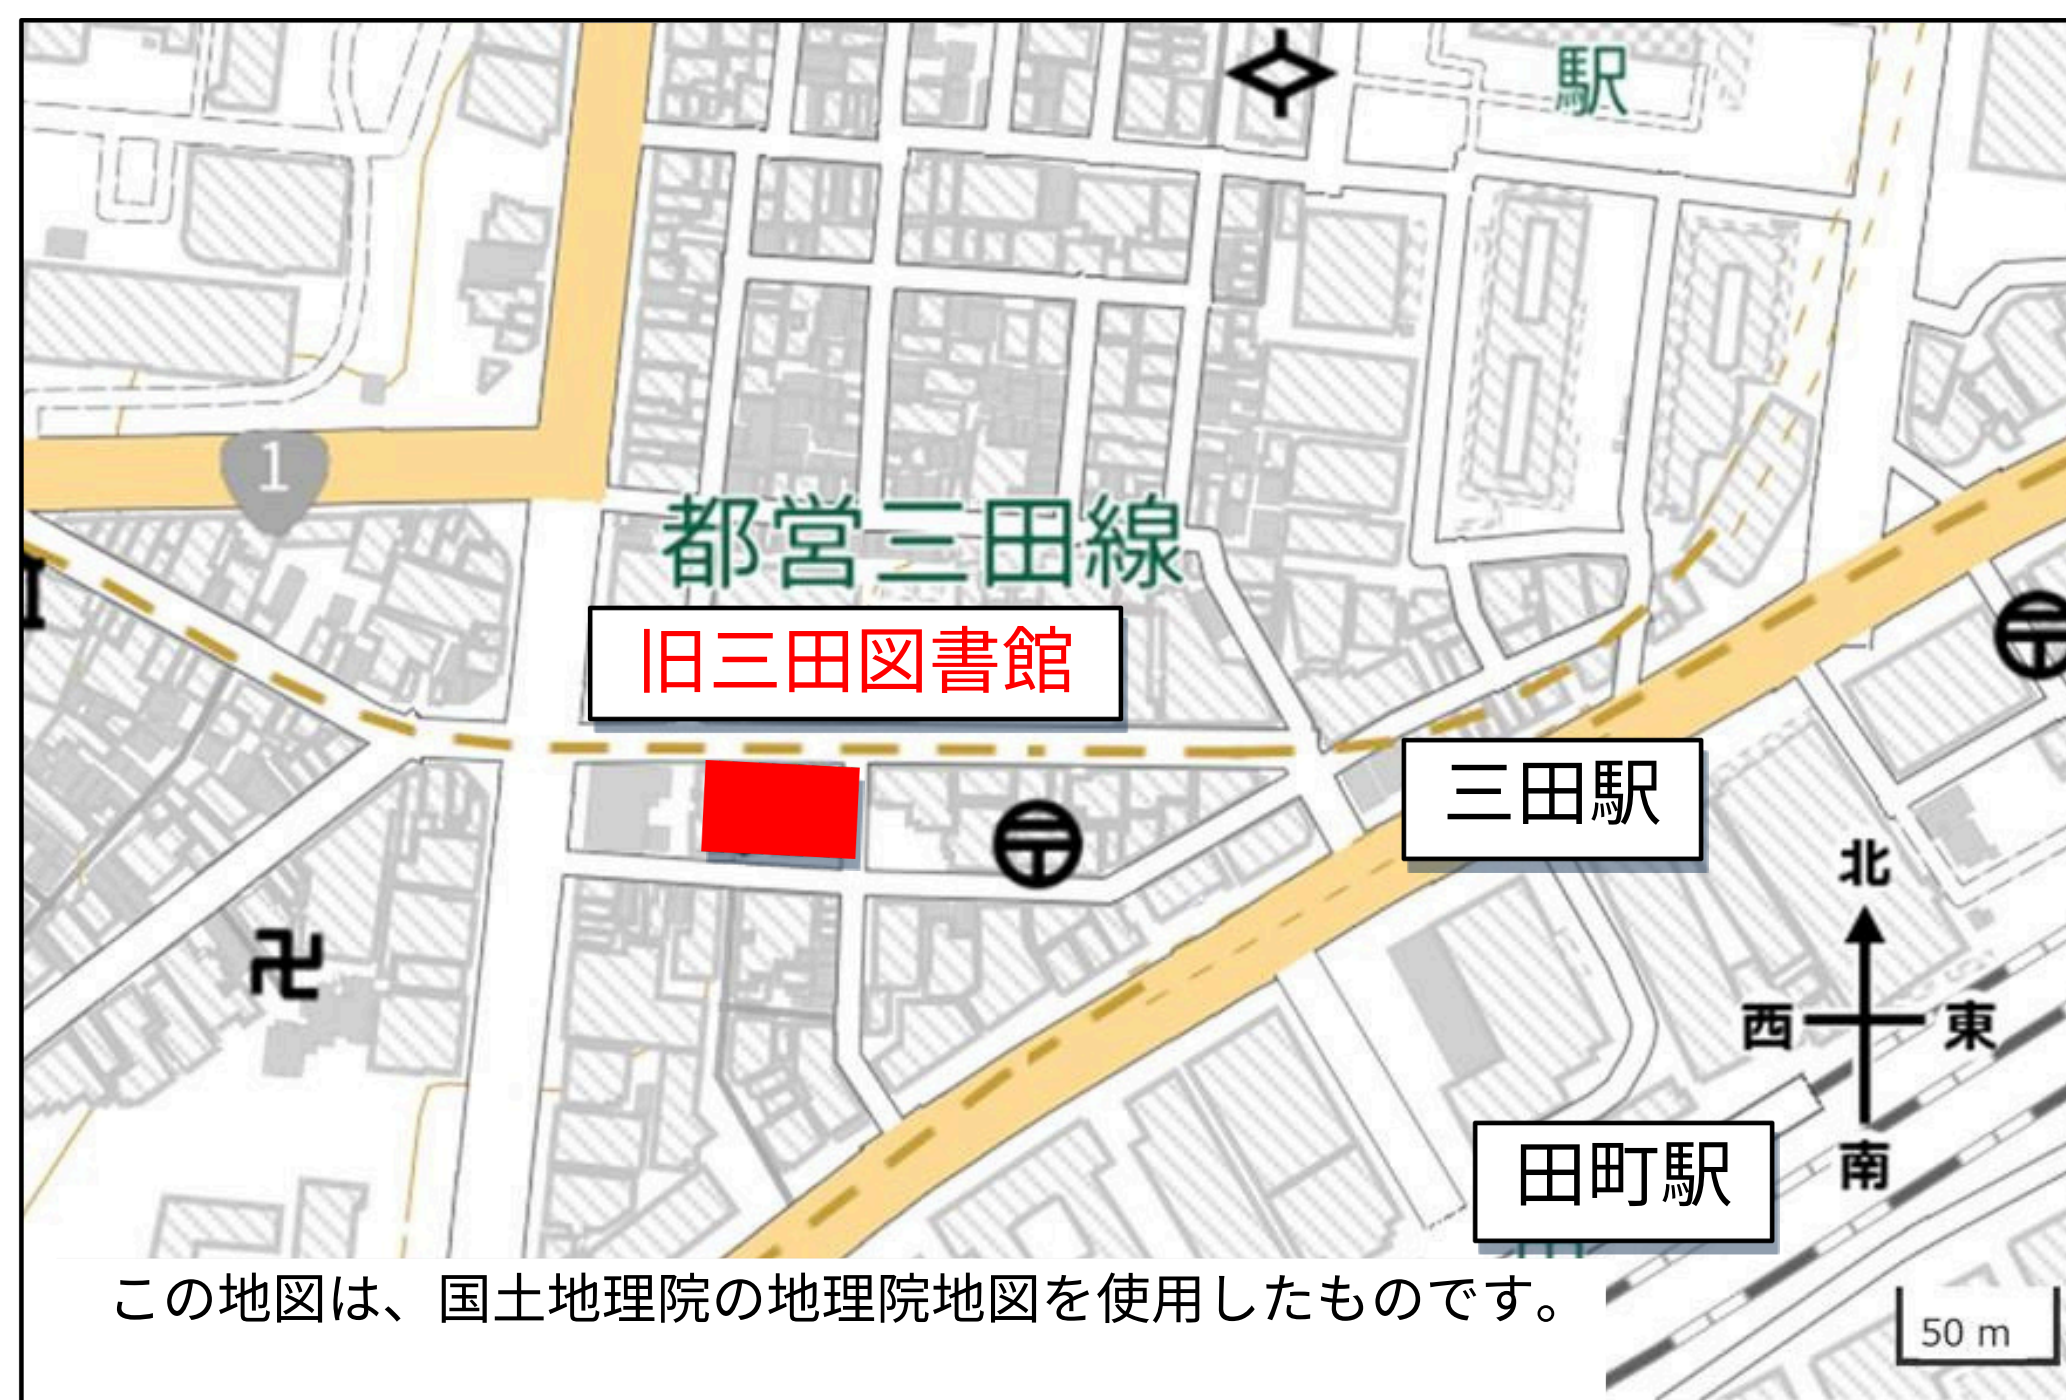 駅
1
都営三田線
旧三田図書館
三田駅
北
西 東
南
田町駅
この地図は、国土地理院の地理院地図を使用したものです。
50 m